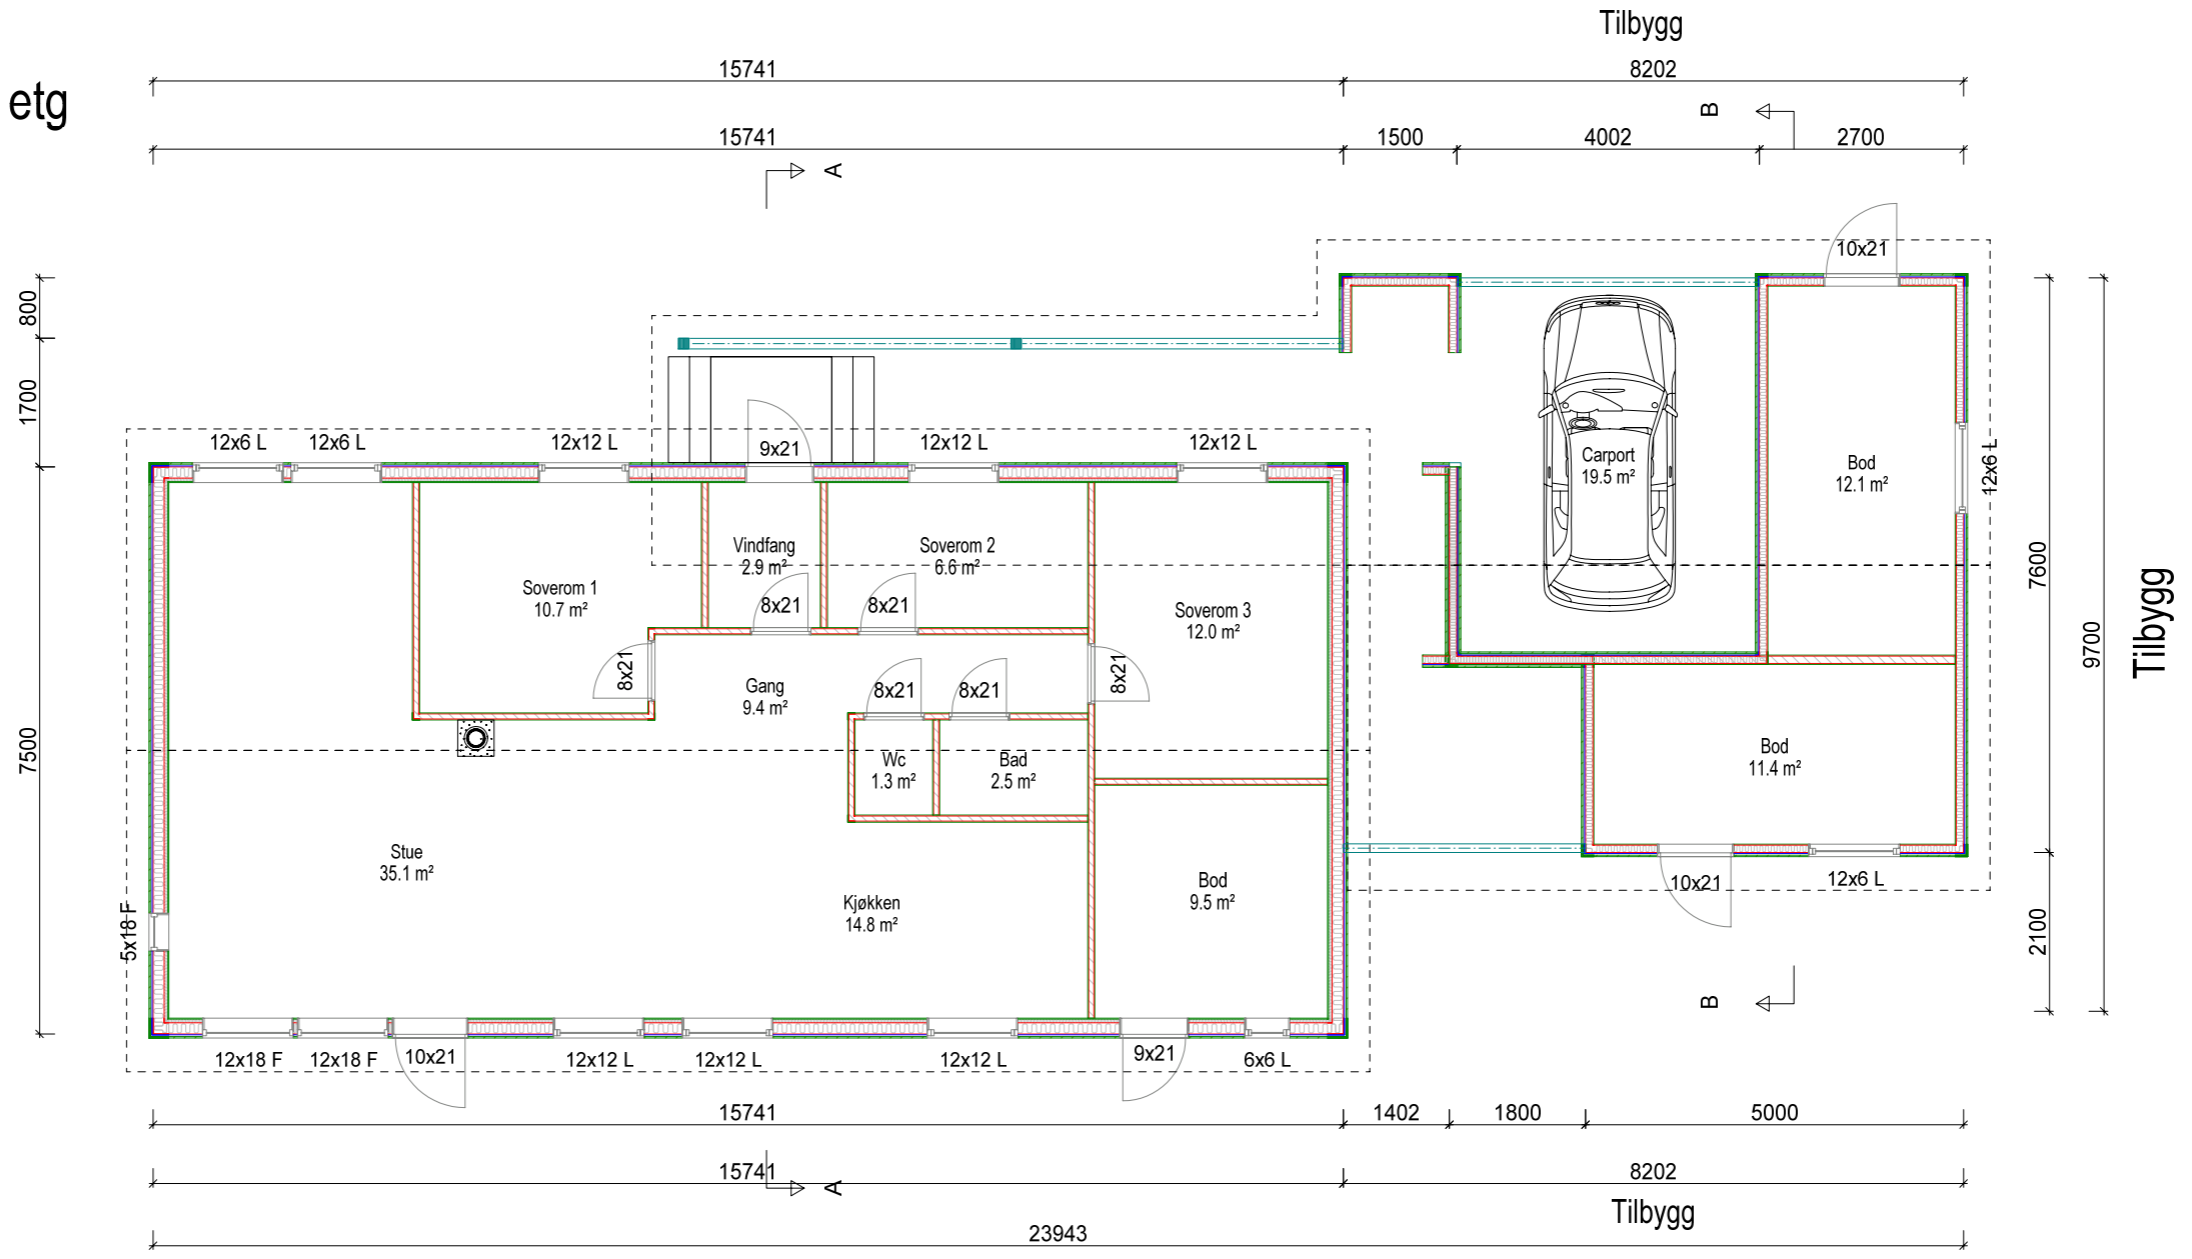 Tilbygg
15741
8202
etg
B
15741
1500
4002
2700
A
10x21
800
1700
12x6 L
12x6 L
12x12 L
9x21
12x12 L
12x12 L
Carport
19.5 m²
Bod
12.1 m²
12x6 L
Vindfang
2.9 m²
Soverom 2
6.6 m²
Soverom 1
10.7 m²
Soverom 3
12.0 m²
8x21
8x21
7600
9700
Tilbygg
8x21
8x21
8x21
8x21
Gang
9.4 m²
7500
Wc
1.3 m²
Bad
2.5 m²
Bod
11.4 m²
Stue
35.1 m²
Kjøkken
14.8 m²
Bod
9.5 m²
10x21
12x6 L
5x18 F
2100
B
12x18 F
12x18 F
10x21
12x12 L
12x12 L
12x12 L
9x21
6x6 L
15741
1402
1800
5000
15741
A
8202
Tilbygg
23943